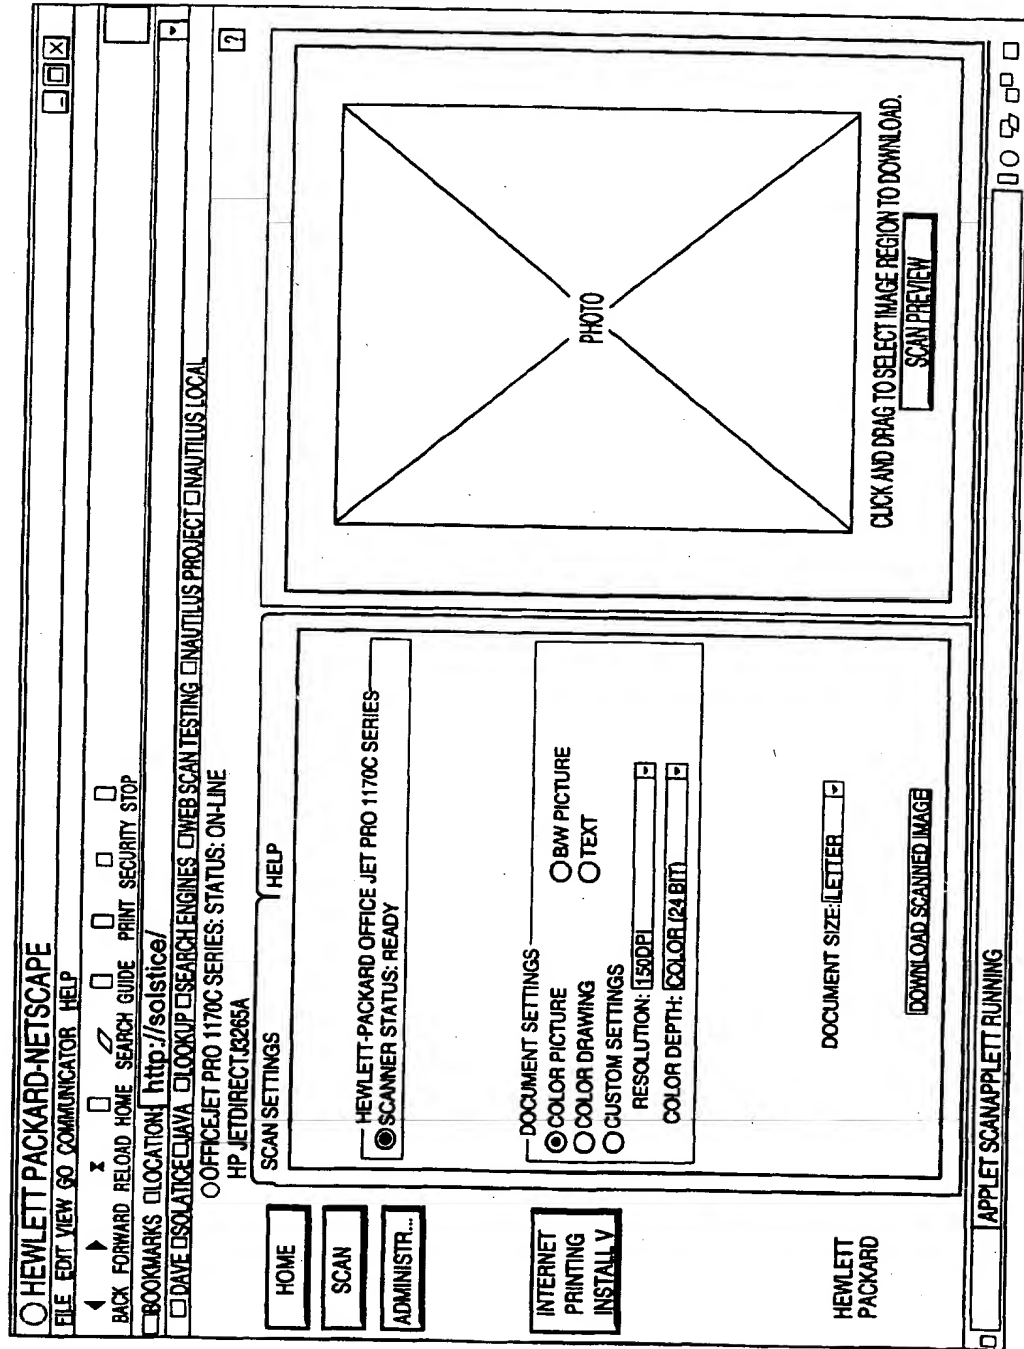 HEWLETT PACKARD-NETSCAPE
FILE EDIT VIEW GO COMMUNICATOR HELP
BACK FORWARD RELOAD HOME SEARCH GUIDE PRINT SECURITY STOP
BOOKMARKS LOCATION: http://solstice/
DAVE SOLATICE JAVA LOOKUP SEARCH ENGINES WEB SCAN TESTING NAUTILUS PROJECT NAUTILUS LOCAL
OFFICEJET PRO 1170C SERIES: STATUS: ON-LINE
HP JETDIRECT J3265A
?
HOME
SCAN
ADMINISTR...
INTERNET
PRINTING
INSTALL V
HEWLETT
PACKARD
SCAN SETTINGS
HELP
HEWLETT-PACKARD OFFICE JET PRO 1170C SERIES
SCANNER STATUS: READY
DOCUMENT SETTINGS
COLOR PICTURE B/W PICTURE
COLOR DRAWING TEXT
CUSTOM SETTINGS
RESOLUTION: 150DPI
COLOR DEPTH: COLOR (24 BIT)
DOCUMENT SIZE: LETTER
DOWNLOAD SCANNED IMAGE
PHOTO
CLICK AND DRAG TO SELECT IMAGE REGION TO DOWNLOAD.
SCAN PREVIEW
APPLET SCANAPPLETT RUNNING